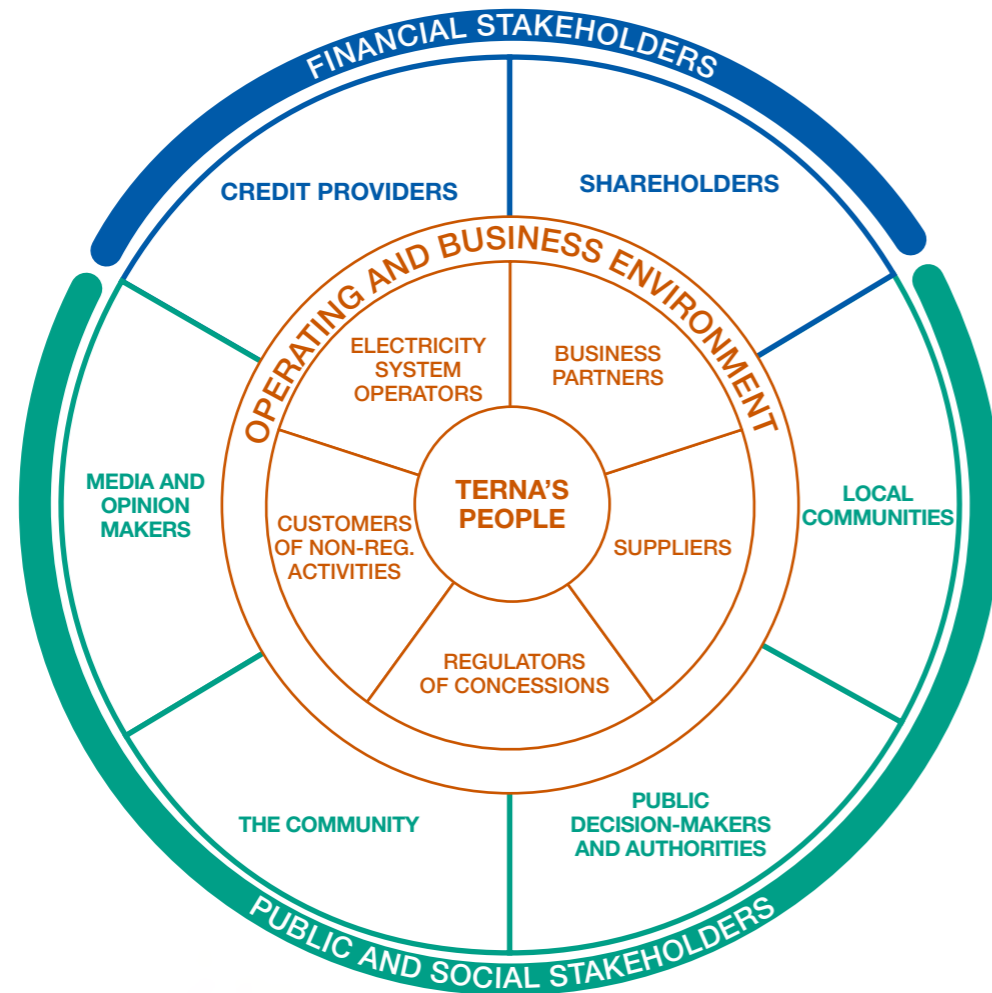 FINANCIAL STAKEHOLDERS
CREDIT PROVIDERS
SHAREHOLDERS
OPERATING AND BUSINESS ENVIRONMENT
ELECTRICITY
SYSTEM
OPERATORS
BUSINESS
PARTNERS
MEDIA AND
OPINION
MAKERS
CUSTOMERS
OF NON-REG.
ACTIVITIES
TERNA'S
PEOPLE
SUPPLIERS
LOCAL
COMMUNITIES
REGULATORS
OF CONCESSIONS
THE COMMUNITY
PUBLIC
DECISION-MAKERS
AND AUTHORITIES
PUBLIC AND SOCIAL STAKEHOLDERS